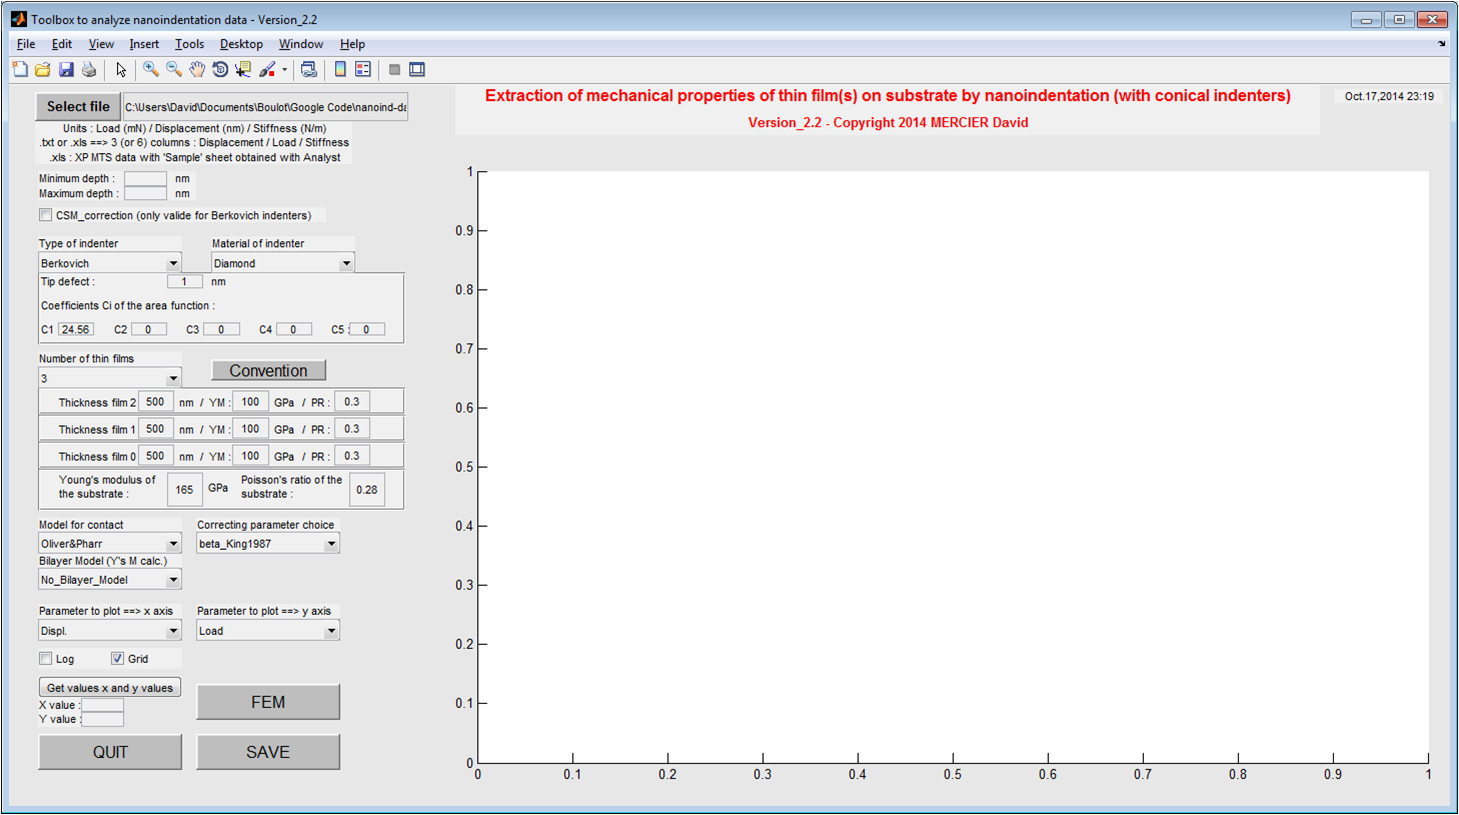 Toolbox to analyze nanoindentation data - Version_2.2
File Edit View Insert Tools Desktop Window Help
Select file C:\Users\David\Documents\Boulot\Google Code\nanoind-da
Units : Load (mN) / Displacement (nm) / Stiffness (N/m)
.txt or .xls ==> 3 (or 6) columns : Displacement / Load / Stiffness
.xls : XP MTS data with 'Sample' sheet obtained with Analyst
Minimum depth : nm
Maximum depth : nm
CSM_correction (only valide for Berkovich indenters)
Type of indenter Material of indenter
Berkovich Diamond
Tip defect : 1 nm
Coefficients Ci of the area function :
C1 24.56 C2 0 C3 0 C4 0 C5 : 0
Number of thin films
3 Convention
Thickness film 2 500 nm / YM : 100 GPa / PR : 0.3
Thickness film 1 500 nm / YM : 100 GPa / PR : 0.3
Thickness film 0 500 nm / YM : 100 GPa / PR : 0.3
Young's modulus of
the substrate : 165 GPa
Poisson's ratio of the
substrate : 0.28
Model for contact Correcting parameter choice
Oliver&Pharr beta_King1987
Bilayer Model (Y's M calc.)
No_Bilayer_Model
Parameter to plot ==> x axis Parameter to plot ==> y axis
Displ. Load
Log Grid
Get values x and y values
X value :
Y value :
FEM
QUIT SAVE
Extraction of mechanical properties of thin film(s) on substrate by nanoindentation (with conical indenters)
Version_2.2 - Copyright 2014 MERCIER David
Oct.17,2014 23:19
1
0.9
0.8
0.7
0.6
0.5
0.4
0.3
0.2
0.1
0
0 0.1 0.2 0.3 0.4 0.5 0.6 0.7 0.8 0.9 1